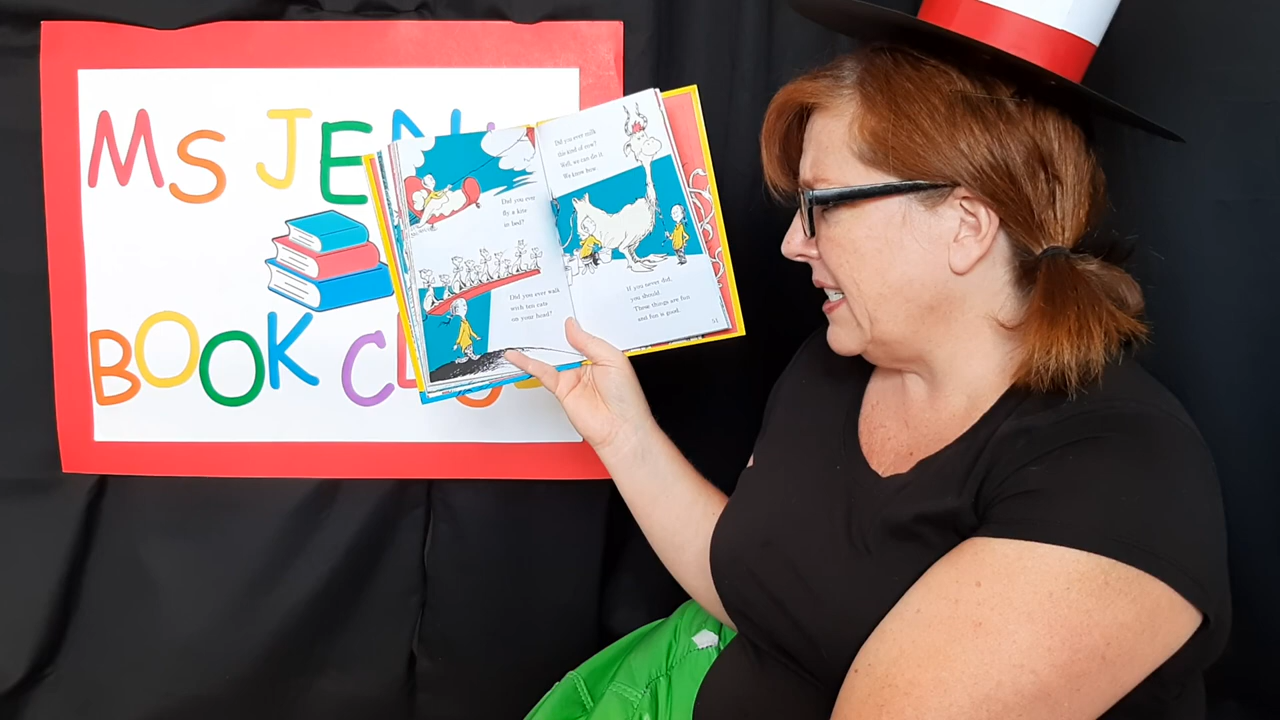 Ms JEN
BOOK C
Did you ever
fly a kite
in bed?
Did you ever walk
with ten cats
on your head?
Did you ever milk
this kind of cow?
Well, we can do it.
We know how.
If you never did,
you should.
These things are fun
and fun is good.
51